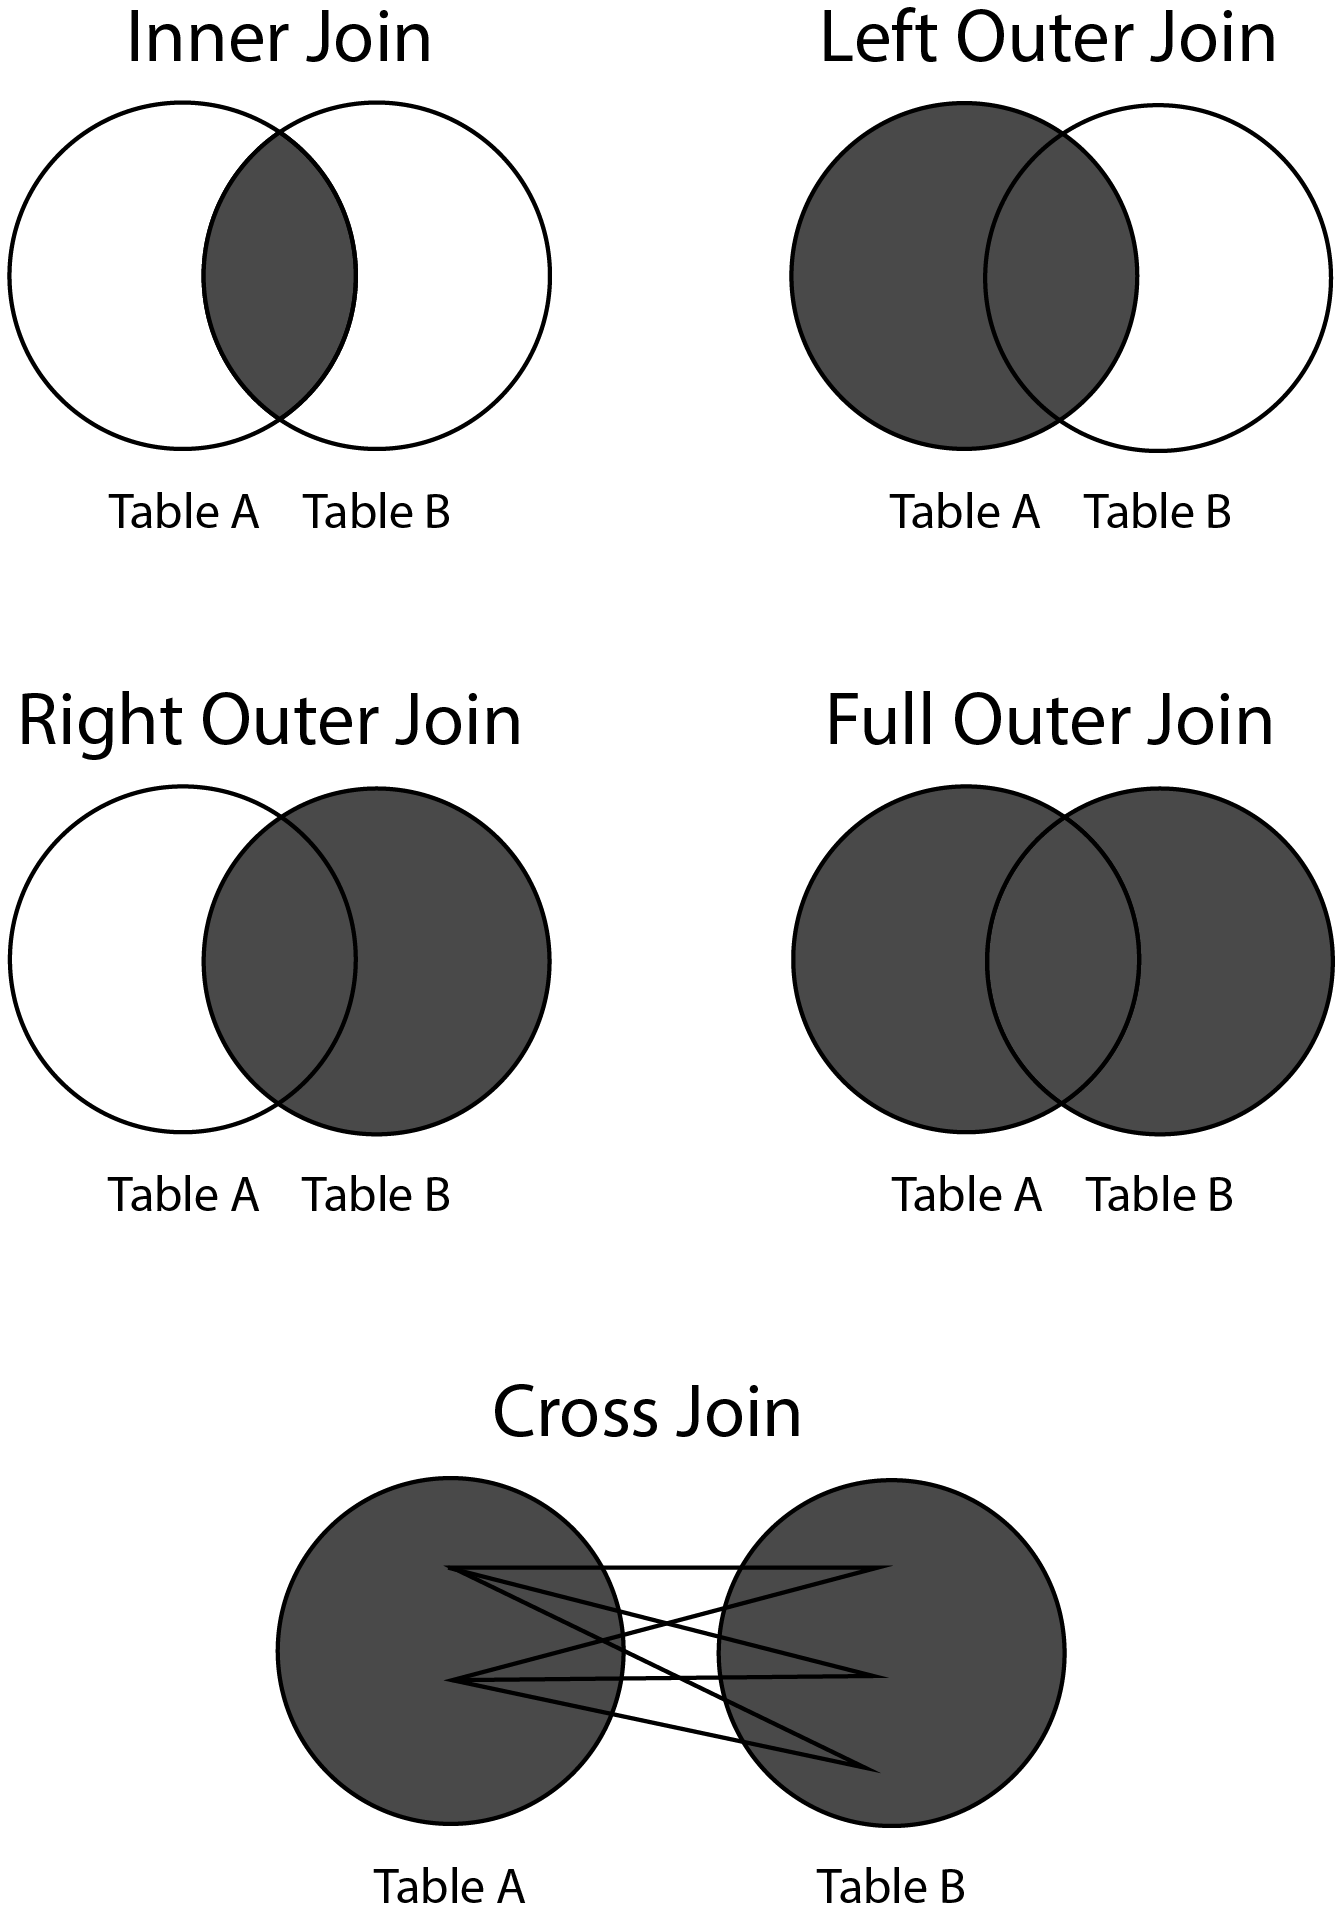 Inner Join
Left Outer Join
Table A Table B
Table A Table B
Right Outer Join
Full Outer Join
Table A Table B
Table A Table B
Cross Join
Table A
Table B